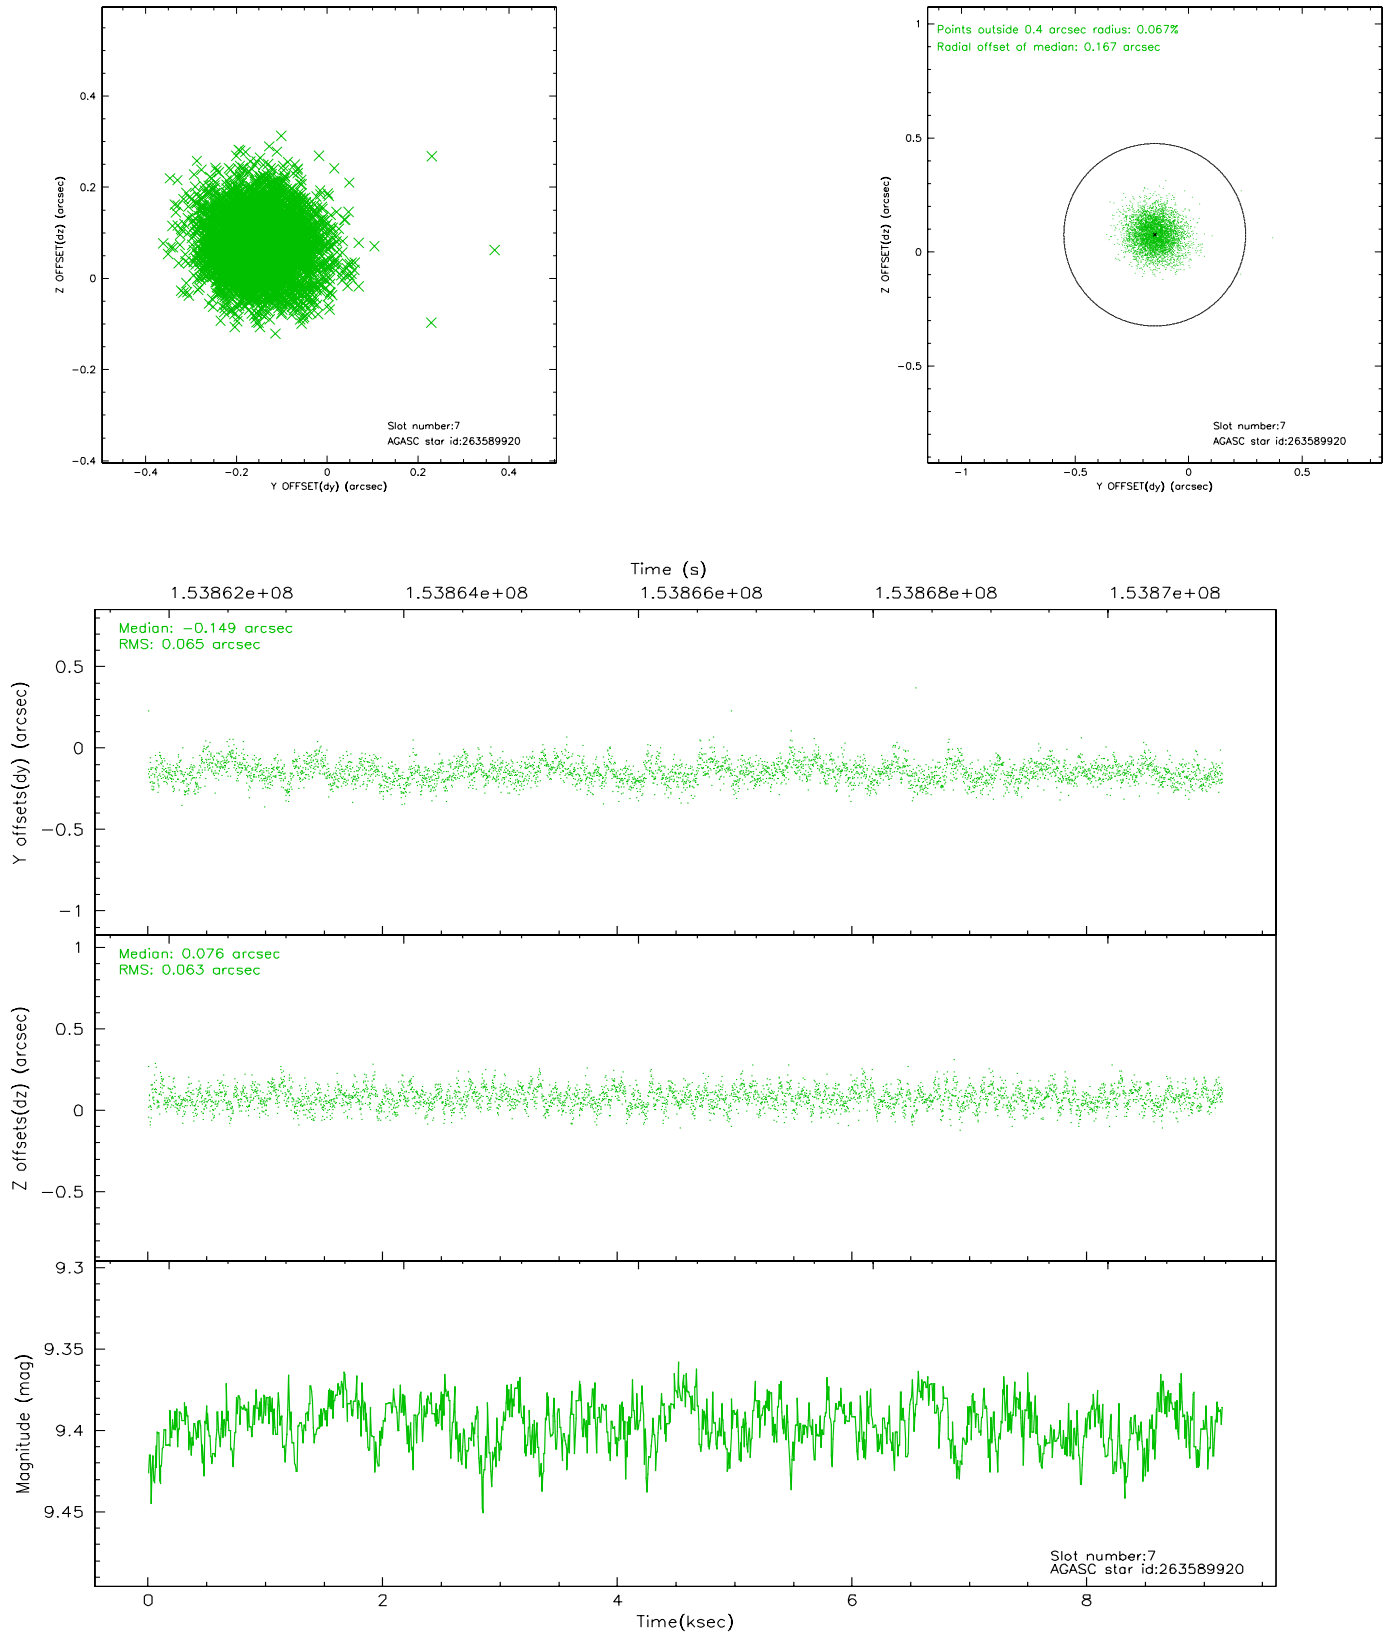 0.4
0.2
0
−0.2
−0.4
Z OFFSET(dz) (arcsec)
Slot number:7
AGASC star id:263589920
−0.4 −0.2 0 0.2 0.4
Y OFFSET(dy) (arcsec)
Points outside 0.4 arcsec radius: 0.067%
Radial offset of median: 0.167 arcsec
1
0.5
0
−0.5
Z OFFSET(dz) (arcsec)
Slot number:7
AGASC star id:263589920
−1 −0.5 0 0.5
Y OFFSET(dy) (arcsec)
Time (s)
1.53862e+08 1.53864e+08 1.53866e+08 1.53868e+08 1.5387e+08
Median: −0.149 arcsec
RMS: 0.065 arcsec
0.5
0
−0.5
−1
Y offsets(dy) (arcsec)
Median: 0.076 arcsec
RMS: 0.063 arcsec
1
0.5
0
−0.5
Z offsets(dz) (arcsec)
9.3
9.35
9.4
9.45
Magnitude (mag)
Slot number:7
AGASC star id:263589920
0 2 4 6 8
Time(ksec)